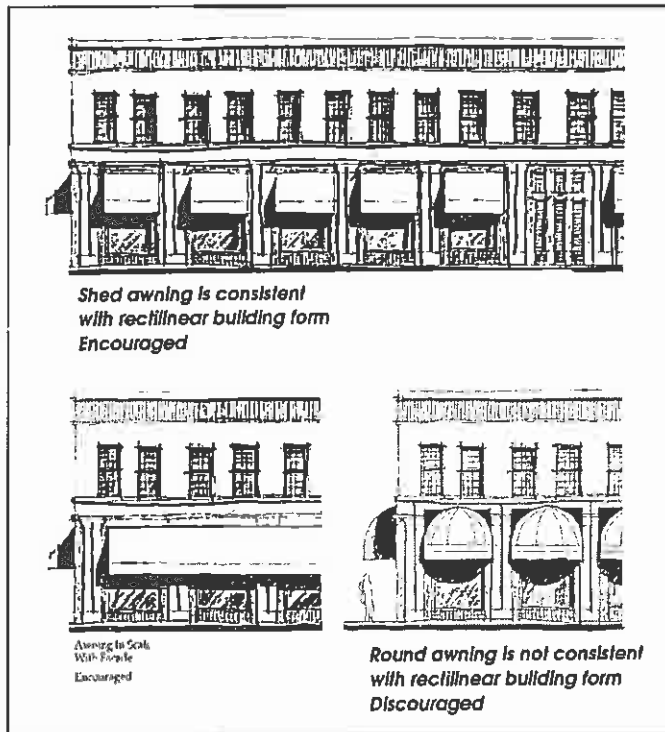 Shed awning is consistent
with rectilinear building form
Encouraged
Awning In Scale
With Facade
Encouraged
Round awning is not consistent
with rectilinear building form
Discouraged